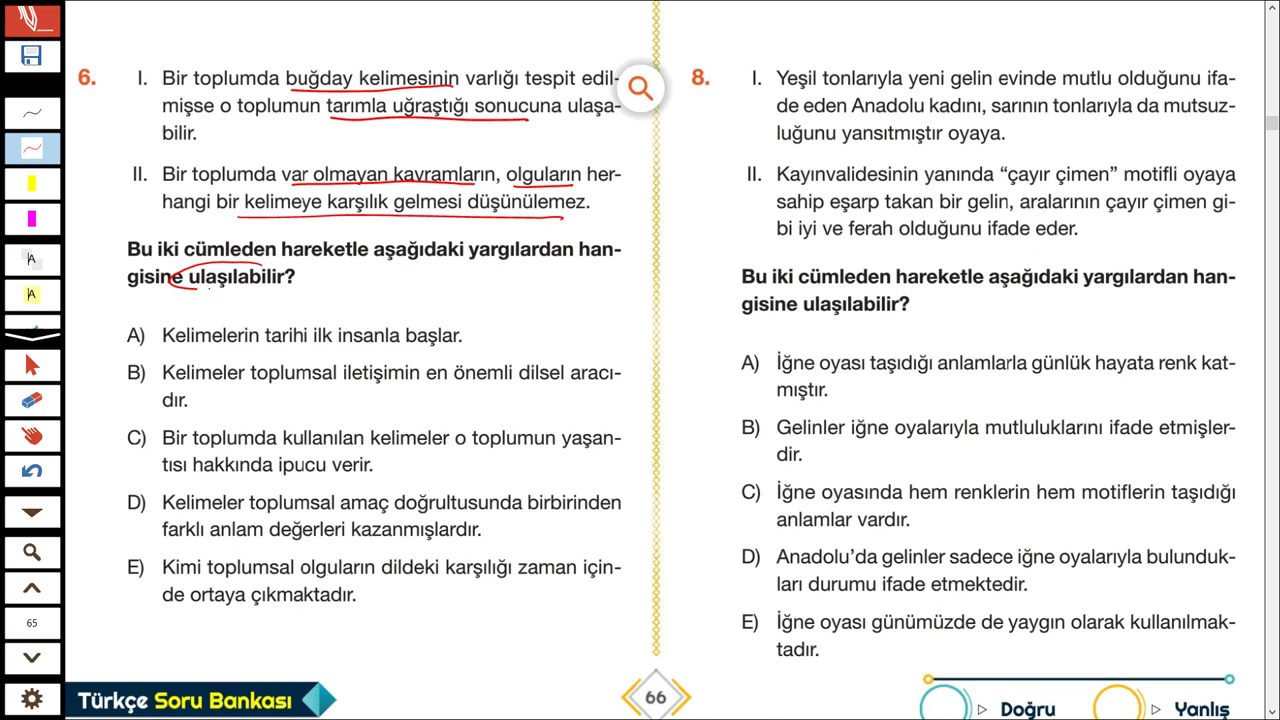 6.
I. Bir toplumda buğday kelimesinin varlığı tespit edil-
mişse o toplumun tarımla uğraştığı sonucuna ulaşa-
bilir.
II. Bir toplumda var olmayan kavramların, olguların her-
hangi bir kelimeye karşılık gelmesi düşünülemez.
Bu iki cümleden hareketle aşağıdaki yargılardan han-
gisine ulaşılabilir?
A) Kelimelerin tarihi ilk insanla başlar.
B) Kelimeler toplumsal iletişimin en önemli dilsel aracı-
dır.
C) Bir toplumda kullanılan kelimeler o toplumun yaşan-
tısı hakkında ipucu verir.
D) Kelimeler toplumsal amaç doğrultusunda birbirinden
farklı anlam değerleri kazanmışlardır.
E) Kimi toplumsal olguların dildeki karşılığı zaman için-
de ortaya çıkmaktadır.
8.
I. Yeşil tonlarıyla yeni gelin evinde mutlu olduğunu ifa-
de eden Anadolu kadını, sarının tonlarıyla da mutsuz-
luğunu yansıtmıştır oyaya.
II. Kayınvalidesinin yanında “çayır çimen” motifli oyaya
sahip eşarp takan bir gelin, aralarının çayır çimen gi-
bi iyi ve ferah olduğunu ifade eder.
Bu iki cümleden hareketle aşağıdaki yargılardan han-
gisine ulaşılabilir?
A) İğne oyası taşıdığı anlamlarla günlük hayata renk kat-
mıştır.
B) Gelinler iğne oyalarıyla mutluluklarını ifade etmişler-
dir.
C) İğne oyasında hem renklerin hem motiflerin taşıdığı
anlamlar vardır.
D) Anadolu’da gelinler sadece iğne oyalarıyla bulunduk-
ları durumu ifade etmektedir.
E) İğne oyası günümüzde de yaygın olarak kullanılmak-
tadır.
A
A
65
Türkçe Soru Bankası
66
Doğru
Yanlış